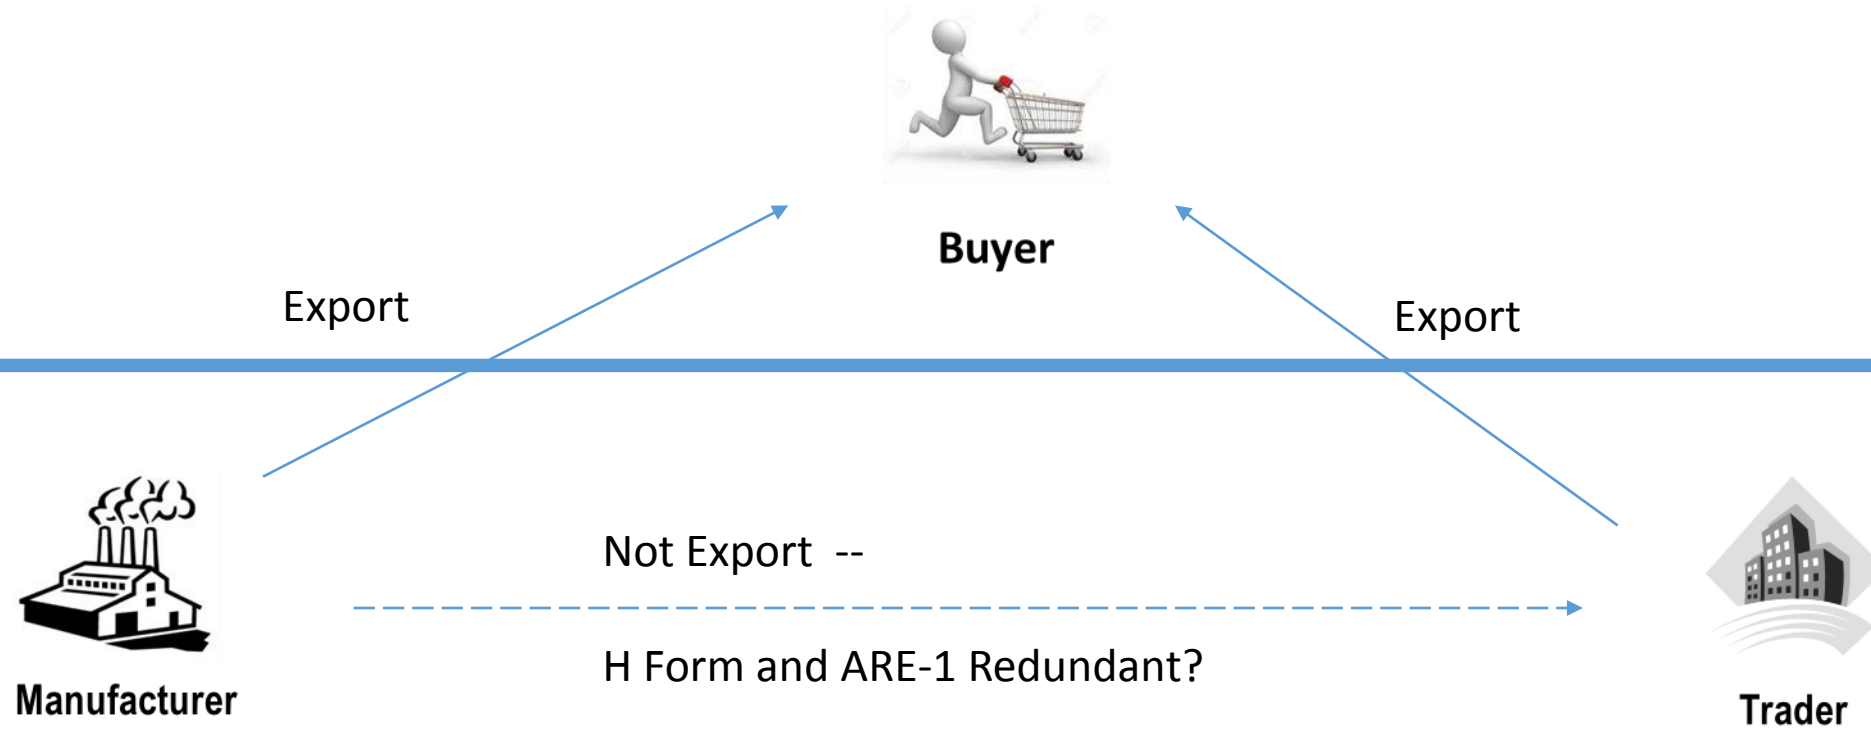 Buyer
Export
Export
Not Export --
H Form and ARE-1 Redundant?
Manufacturer
Trader